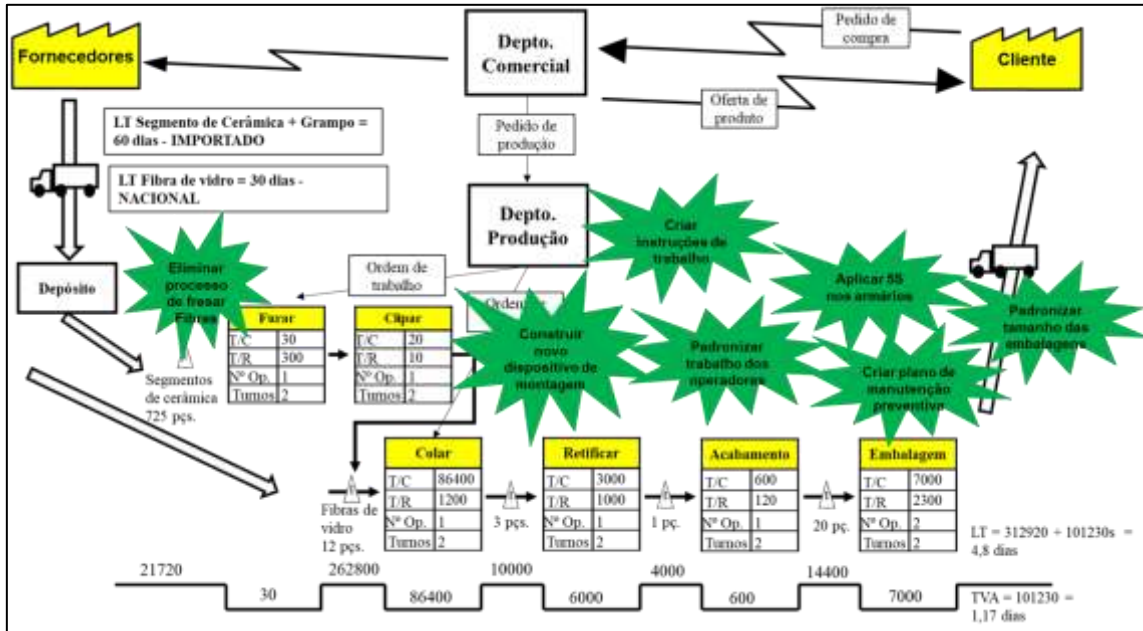 Fornecedores
Depto.
Comercial
Pedido de
compra
Cliente
Oferta de
produto
LT Segmento de Cerâmica + Grampo =
60 dias - IMPORTADO
LT Fibra de vidro = 30 dias -
NACIONAL
Pedido de
produção
Depto.
Produção
Criar
instruções de
trabalho
Depósito
Eliminar
processo
de fresar
Fibras
Ordem de
trabalho
Aplicar 5S
nos armários
Padronizar
tamanho das
embalagens
Furar
T/C 30
T/R 300
Nº Op. 1
Turnos 2
Clipar
T/C 20
T/R 10
Nº Op. 1
Turnos 2
Construir
novo
dispositivo de
montagem
Padronizar
trabalho dos
operadores
Criar plano de
manutenção
preventiva
Segmentos
de cerâmica
725 pçs.
Colar
T/C 86400
T/R 1200
Nº Op. 1
Turnos 2
Retificar
T/C 3000
T/R 1000
Nº Op. 1
Turnos 2
Acabamento
T/C 600
T/R 120
Nº Op. 1
Turnos 2
Embalagem
T/C 7000
T/R 2300
Nº Op. 2
Turnos 2
Fibras de
vidro
12 pçs.
3 pçs.
1 pç.
20 pç.
LT = 312920 + 101230s =
4,8 dias
21720 262800 10000 4000 14400
30 86400 6000 600 7000
TVA = 101230 =
1,17 dias